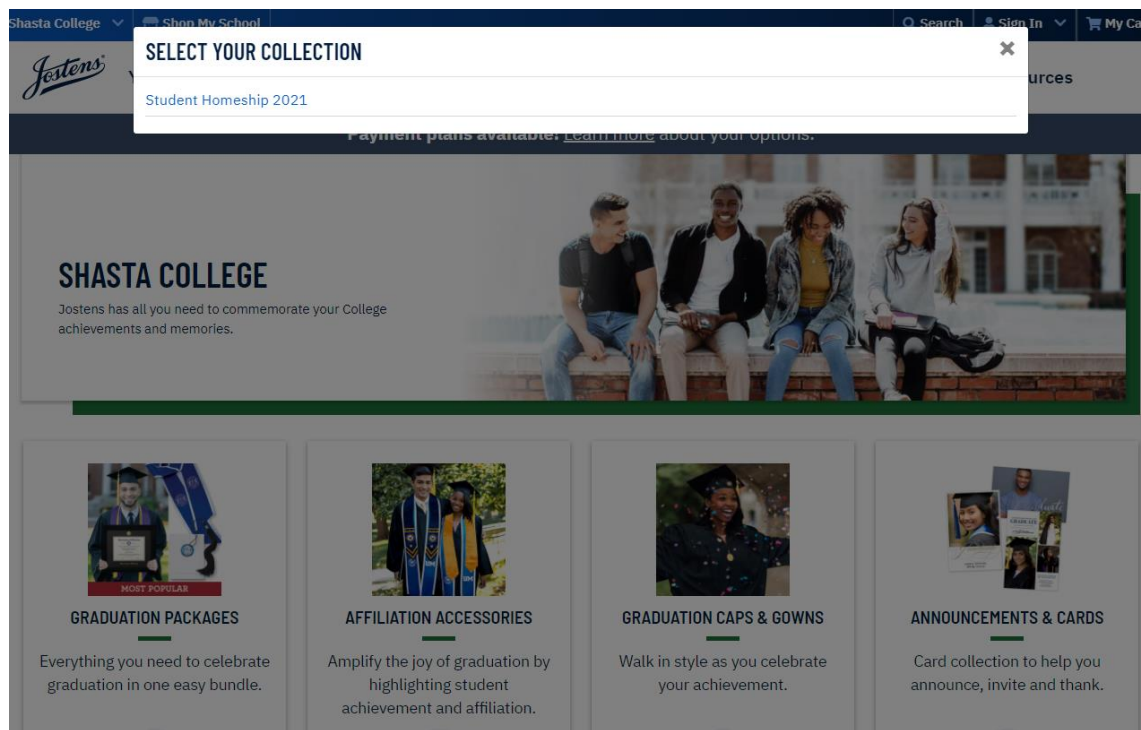 Shasta College Shop My School Search Sign In My Ca
SELECT YOUR COLLECTION
Student Homeship 2021
Jostens
urces
Payment plans available! Learn more about your options.
SHASTA COLLEGE
Jostens has all you need to commemorate your College
achievements and memories.
MOST POPULAR
GRADUATION PACKAGES
Everything you need to celebrate
graduation in one easy bundle.
AFFILIATION ACCESSORIES
Amplify the joy of graduation by
highlighting student
achievement and affiliation.
GRADUATION CAPS & GOWNS
Walk in style as you celebrate
your achievement.
ANNOUNCEMENTS & CARDS
Card collection to help you
announce, invite and thank.